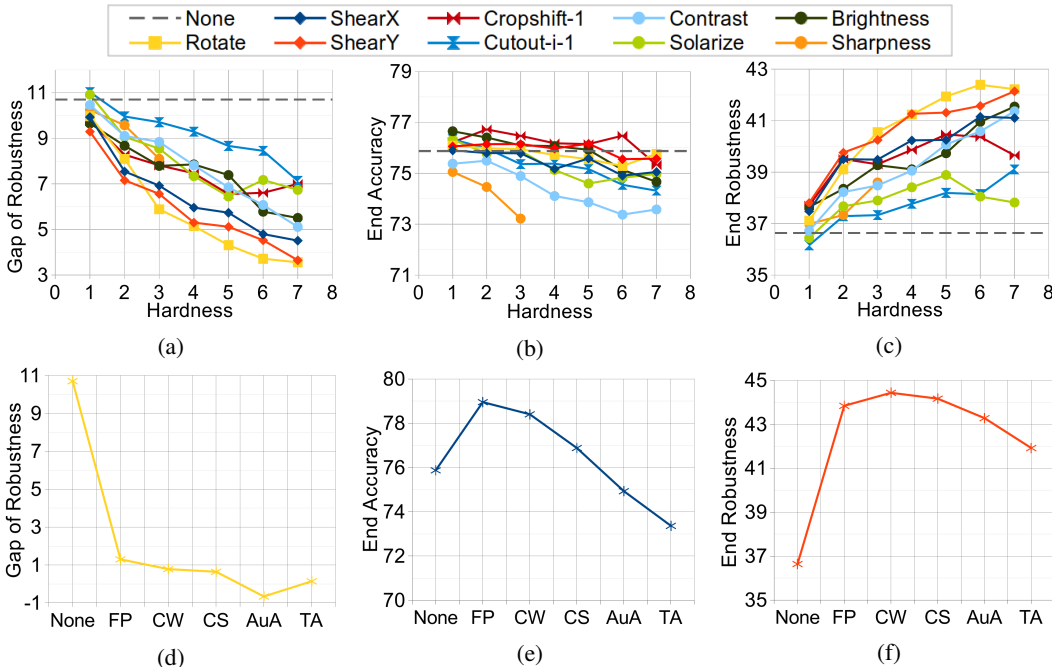 None ShearX Cropshift-1 Contrast Brightness
Rotate ShearY Cutout-i-1 Solarize Sharpness
11
9
7
5
3
0 1 2 3 4 5 6 7 8
Gap of Robustness
Hardness
(a)
79
77
75
73
71
0 1 2 3 4 5 6 7 8
End Accuracy
Hardness
(b)
43
41
39
37
35
0 1 2 3 4 5 6 7 8
End Robustness
Hardness
(c)
11
9
7
5
3
1
-1
None FP CW CS AuA TA
Gap of Robustness
(d)
80
78
76
74
72
70
None FP CW CS AuA TA
End Accuracy
(e)
45
43
41
39
37
35
None FP CW CS AuA TA
End Robustness
(f)